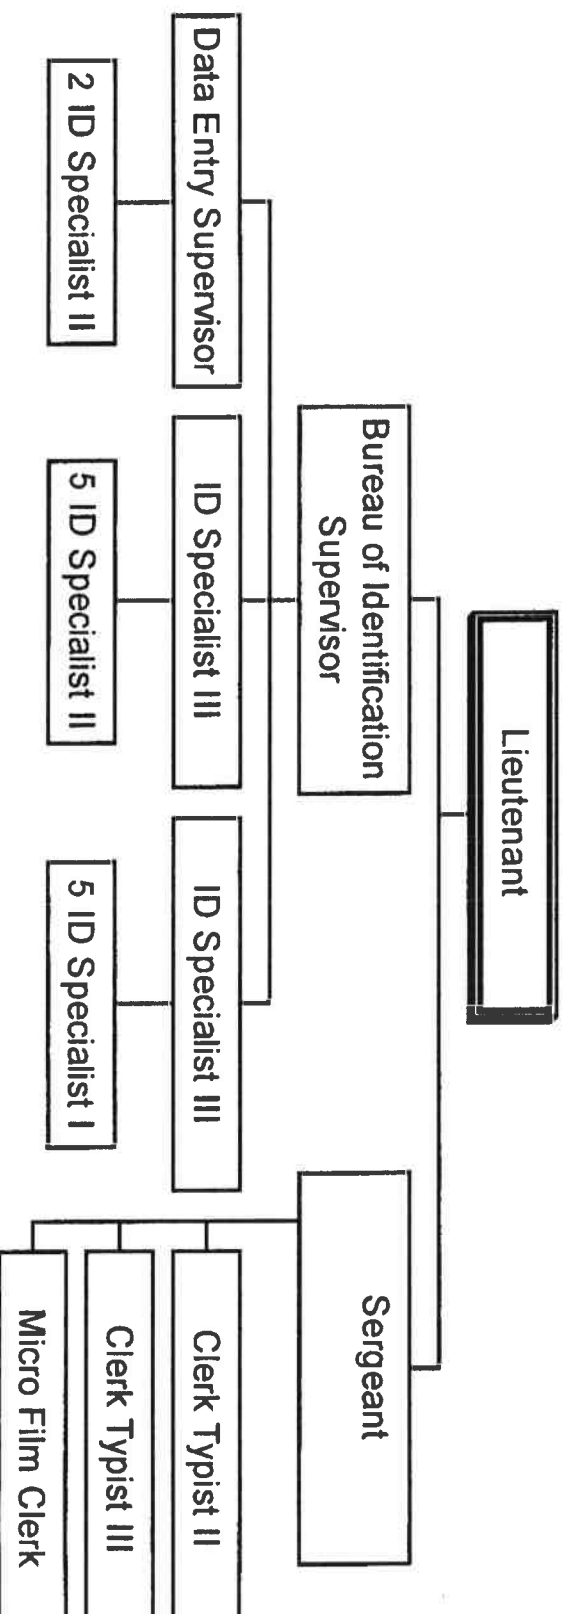 Lieutenant
Bureau of Identification
Supervisor
Sergeant
Data Entry Supervisor
ID Specialist III
ID Specialist III
Clerk Typist II
2 ID Specialist II
5 ID Specialist II
5 ID Specialist I
Clerk Typist III
Micro Film Clerk